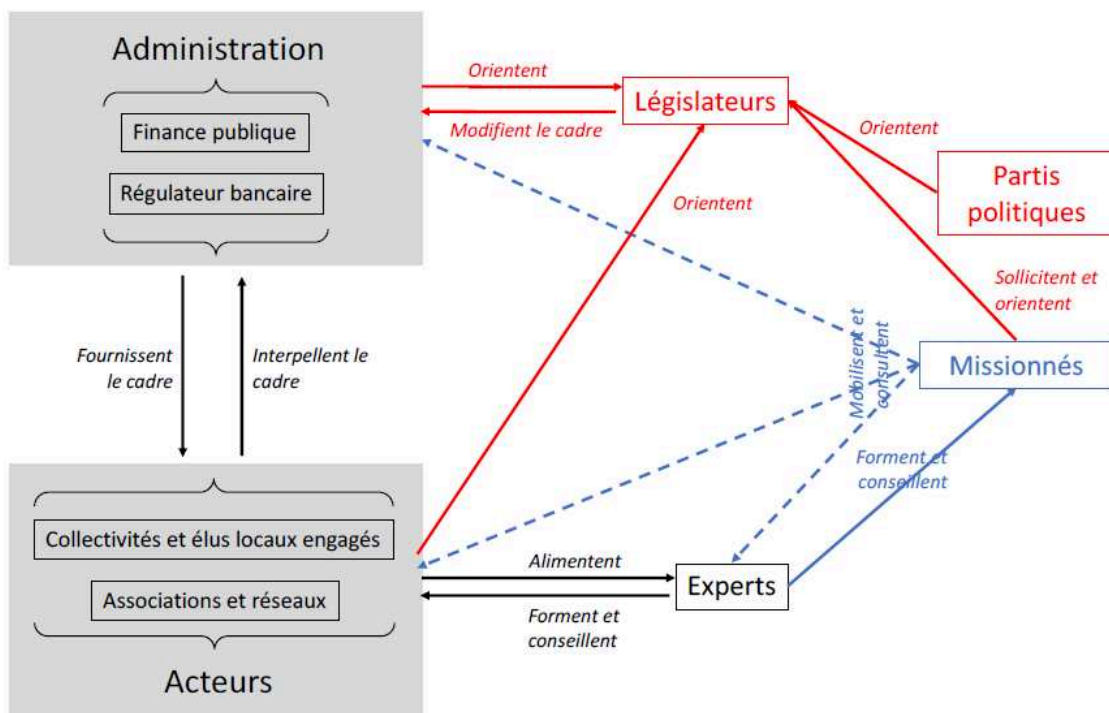 Administration
Finance publique
Régulateur bancaire
Orientent
Modifient le cadre
Législateurs
Orientent
Partis
politiques
Orientent
Sollicitent et
orientent
Fournissent
le cadre
Interpellent le
cadre
Mobilisent et
consultent
Missionnés
Forment et
conseillent
Collectivités et élus locaux engagés
Associations et réseaux
Acteurs
Alimentent
Forment et
conseillent
Experts